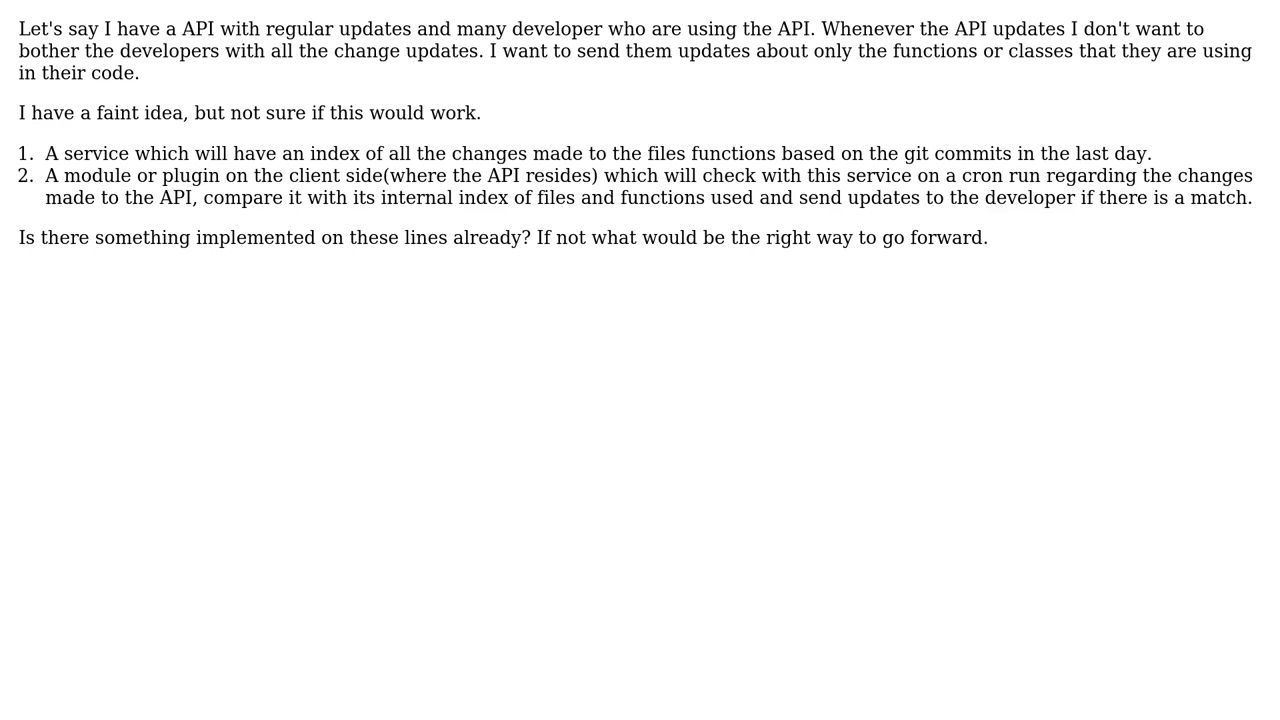 Let's say I have a API with regular updates and many developer who are using the API. Whenever the API updates I don't want to
bother the developers with all the change updates. I want to send them updates about only the functions or classes that they are using
in their code.
I have a faint idea, but not sure if this would work.
1. A service which will have an index of all the changes made to the files functions based on the git commits in the last day.
2. A module or plugin on the client side(where the API resides) which will check with this service on a cron run regarding the changes
made to the API, compare it with its internal index of files and functions used and send updates to the developer if there is a match.
Is there something implemented on these lines already? If not what would be the right way to go forward.